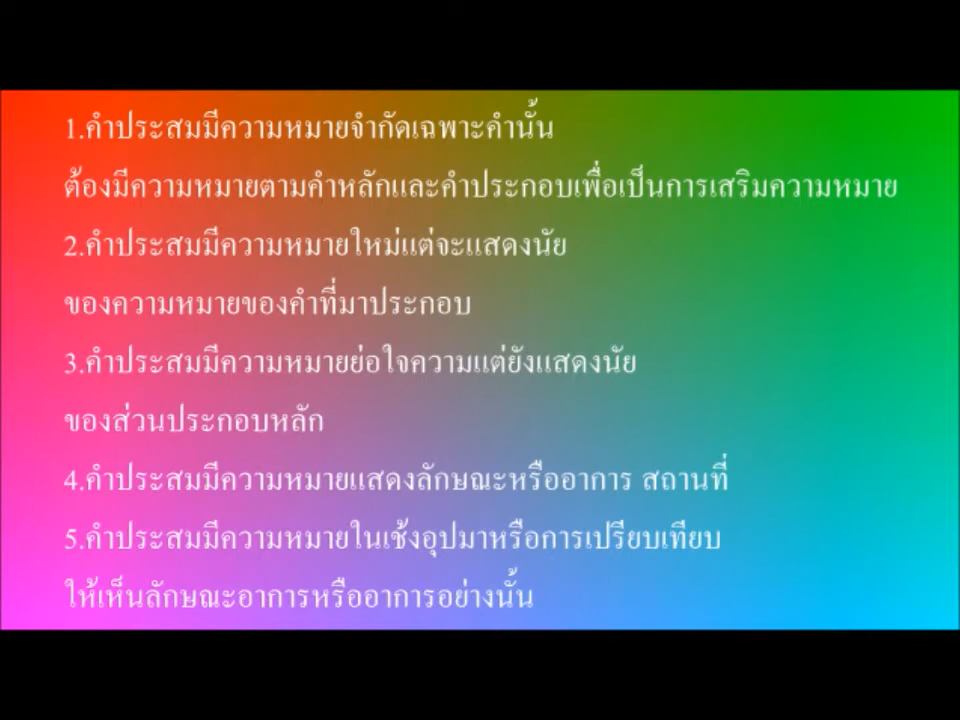 1.คำประสมมีความหมายจำกัดเฉพาะคำนั้น
ต้องมีความหมายตามคำหลักและคำประกอบเพื่อเป็นการเสริมความหมาย
2.คำประสมมีความหมายใหม่แต่จะแสดงนัย
ของความหมายของคำที่มาประกอบ
3.คำประสมมีความหมายย่อใจความแต่ยังแสดงนัย
ของส่วนประกอบหลัก
4.คำประสมมีความหมายแสดงลักษณะหรืออาการ สถานที่
5.คำประสมมีความหมายในเช้งอุปมาหรือการเปรียบเทียบ
ให้เห็นลักษณะอาการหรืออาการอย่างนั้น